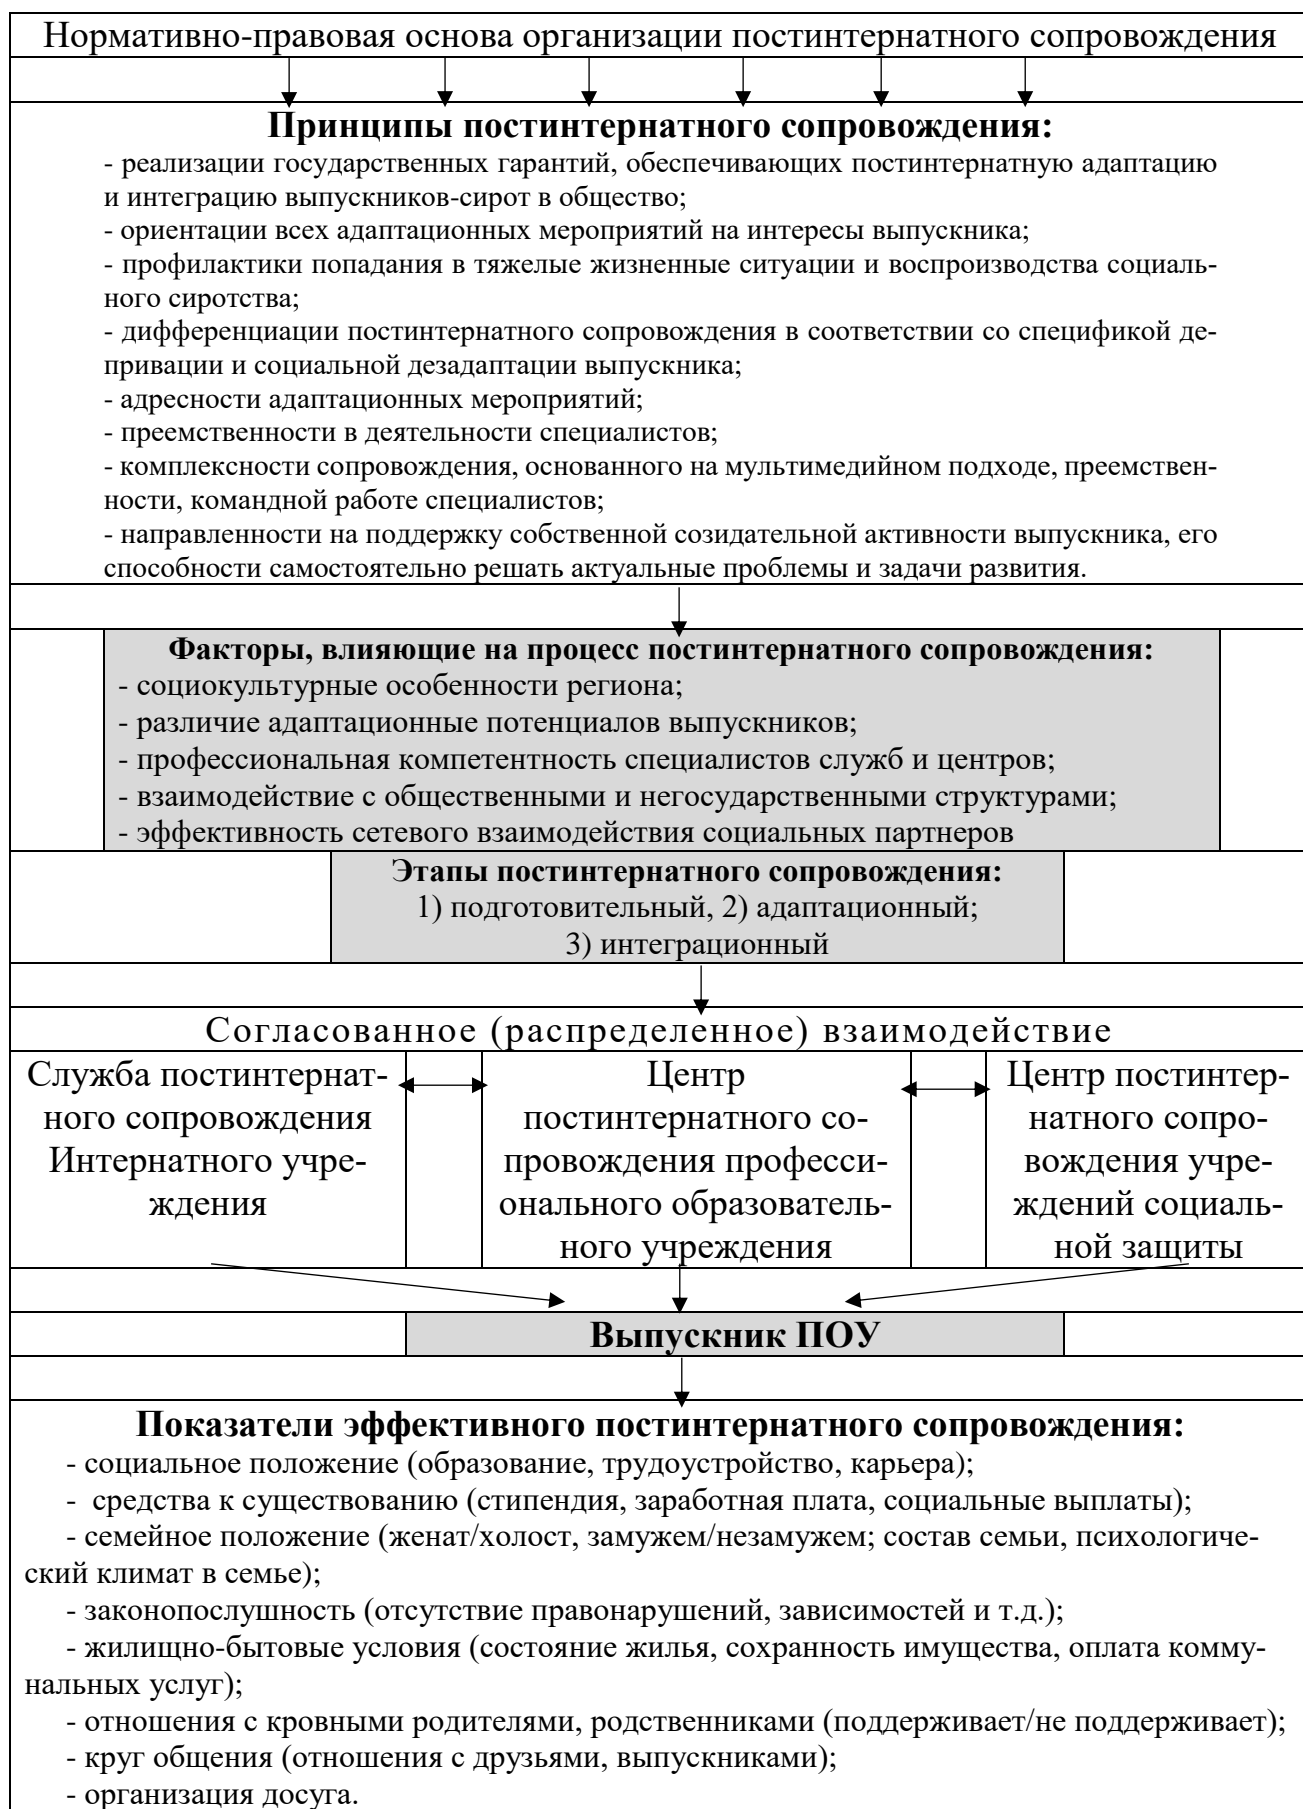 Нормативно-правовая основа организации постинтернатного сопровождения
Принципы постинтернатного сопровождения:
- реализации государственных гарантий, обеспечивающих постинтернатную адаптацию
и интеграцию выпускников-сирот в общество;
- ориентации всех адаптационных мероприятий на интересы выпускника;
- профилактики попадания в тяжелые жизненные ситуации и воспроизводства социаль-
ного сиротства;
- дифференциации постинтернатного сопровождения в соответствии со спецификой де-
привации и социальной дезадаптации выпускника;
- адресности адаптационных мероприятий;
- преемственности в деятельности специалистов;
- комплексности сопровождения, основанного на мультимедийном подходе, преемствен-
ности, командной работе специалистов;
- направленности на поддержку собственной созидательной активности выпускника, его
способности самостоятельно решать актуальные проблемы и задачи развития.
Факторы, влияющие на процесс постинтернатного сопровождения:
- социокультурные особенности региона;
- различие адаптационные потенциалов выпускников;
- профессиональная компетентность специалистов служб и центров;
- взаимодействие с общественными и негосударственными структурами;
- эффективность сетевого взаимодействия социальных партнеров
Этапы постинтернатного сопровождения:
1) подготовительный, 2) адаптационный;
3) интеграционный
Согласованное (распределенное) взаимодействие
Служба постинтернат-
ного сопровождения
Интернатного учре-
ждения
Центр
постинтернатного со-
провождения професси-
онального образователь-
ного учреждения
Центр постинтер-
натного сопро-
вождения учре-
ждений социаль-
ной защиты
Выпускник ПОУ
Показатели эффективного постинтернатного сопровождения:
- социальное положение (образование, трудоустройство, карьера);
- средства к существованию (стипендия, заработная плата, социальные выплаты);
- семейное положение (женат/холост, замужем/незамужем; состав семьи, психологиче-
ский климат в семье);
- законопослушность (отсутствие правонарушений, зависимостей и т.д.);
- жилищно-бытовые условия (состояние жилья, сохранность имущества, оплата комму-
нальных услуг);
- отношения с кровными родителями, родственниками (поддерживает/не поддерживает);
- круг общения (отношения с друзьями, выпускниками);
- организация досуга.